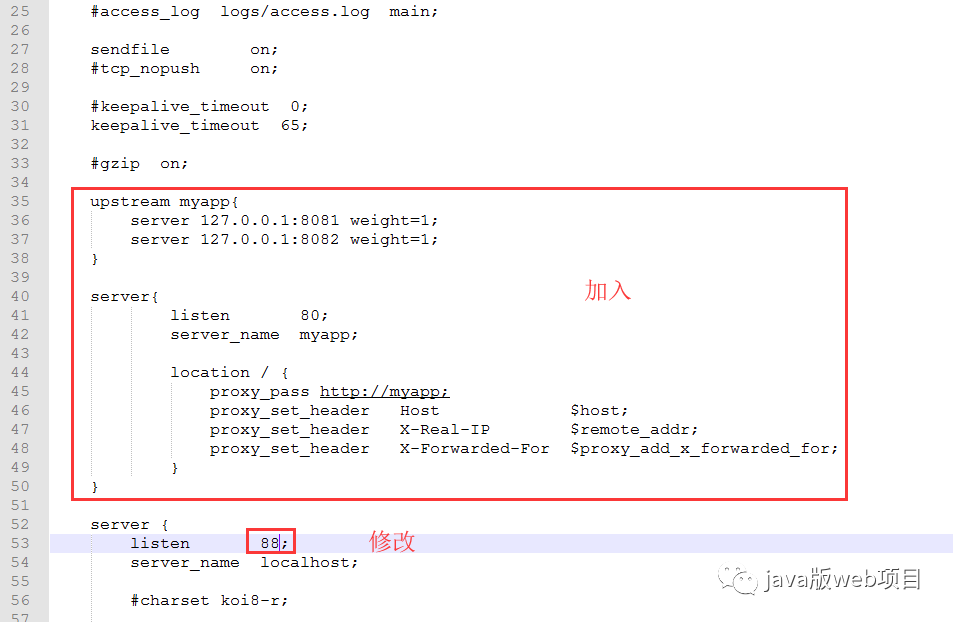 25 #access_log  logs/access.log  main;
26
27 sendfile        on;
28 #tcp_nopush     on;
29
30 #keepalive_timeout  0;
31 keepalive_timeout  65;
32
33 #gzip  on;
34
35 upstream myapp{
36     server 127.0.0.1:8081 weight=1;
37     server 127.0.0.1:8082 weight=1;
38 }
39
加入
40 server{
41         listen       80;
42         server_name  myapp;
43
44         location / {
45             proxy_pass http://myapp;
46             proxy_set_header   Host             $host;
47             proxy_set_header   X-Real-IP        $remote_addr;
48             proxy_set_header   X-Forwarded-For  $proxy_add_x_forwarded_for;
49         }
50 }
51
52 server {
53     listen       88; 修改
54     server_name  localhost;
55
56     #charset koi8-r;
57
java版web项目